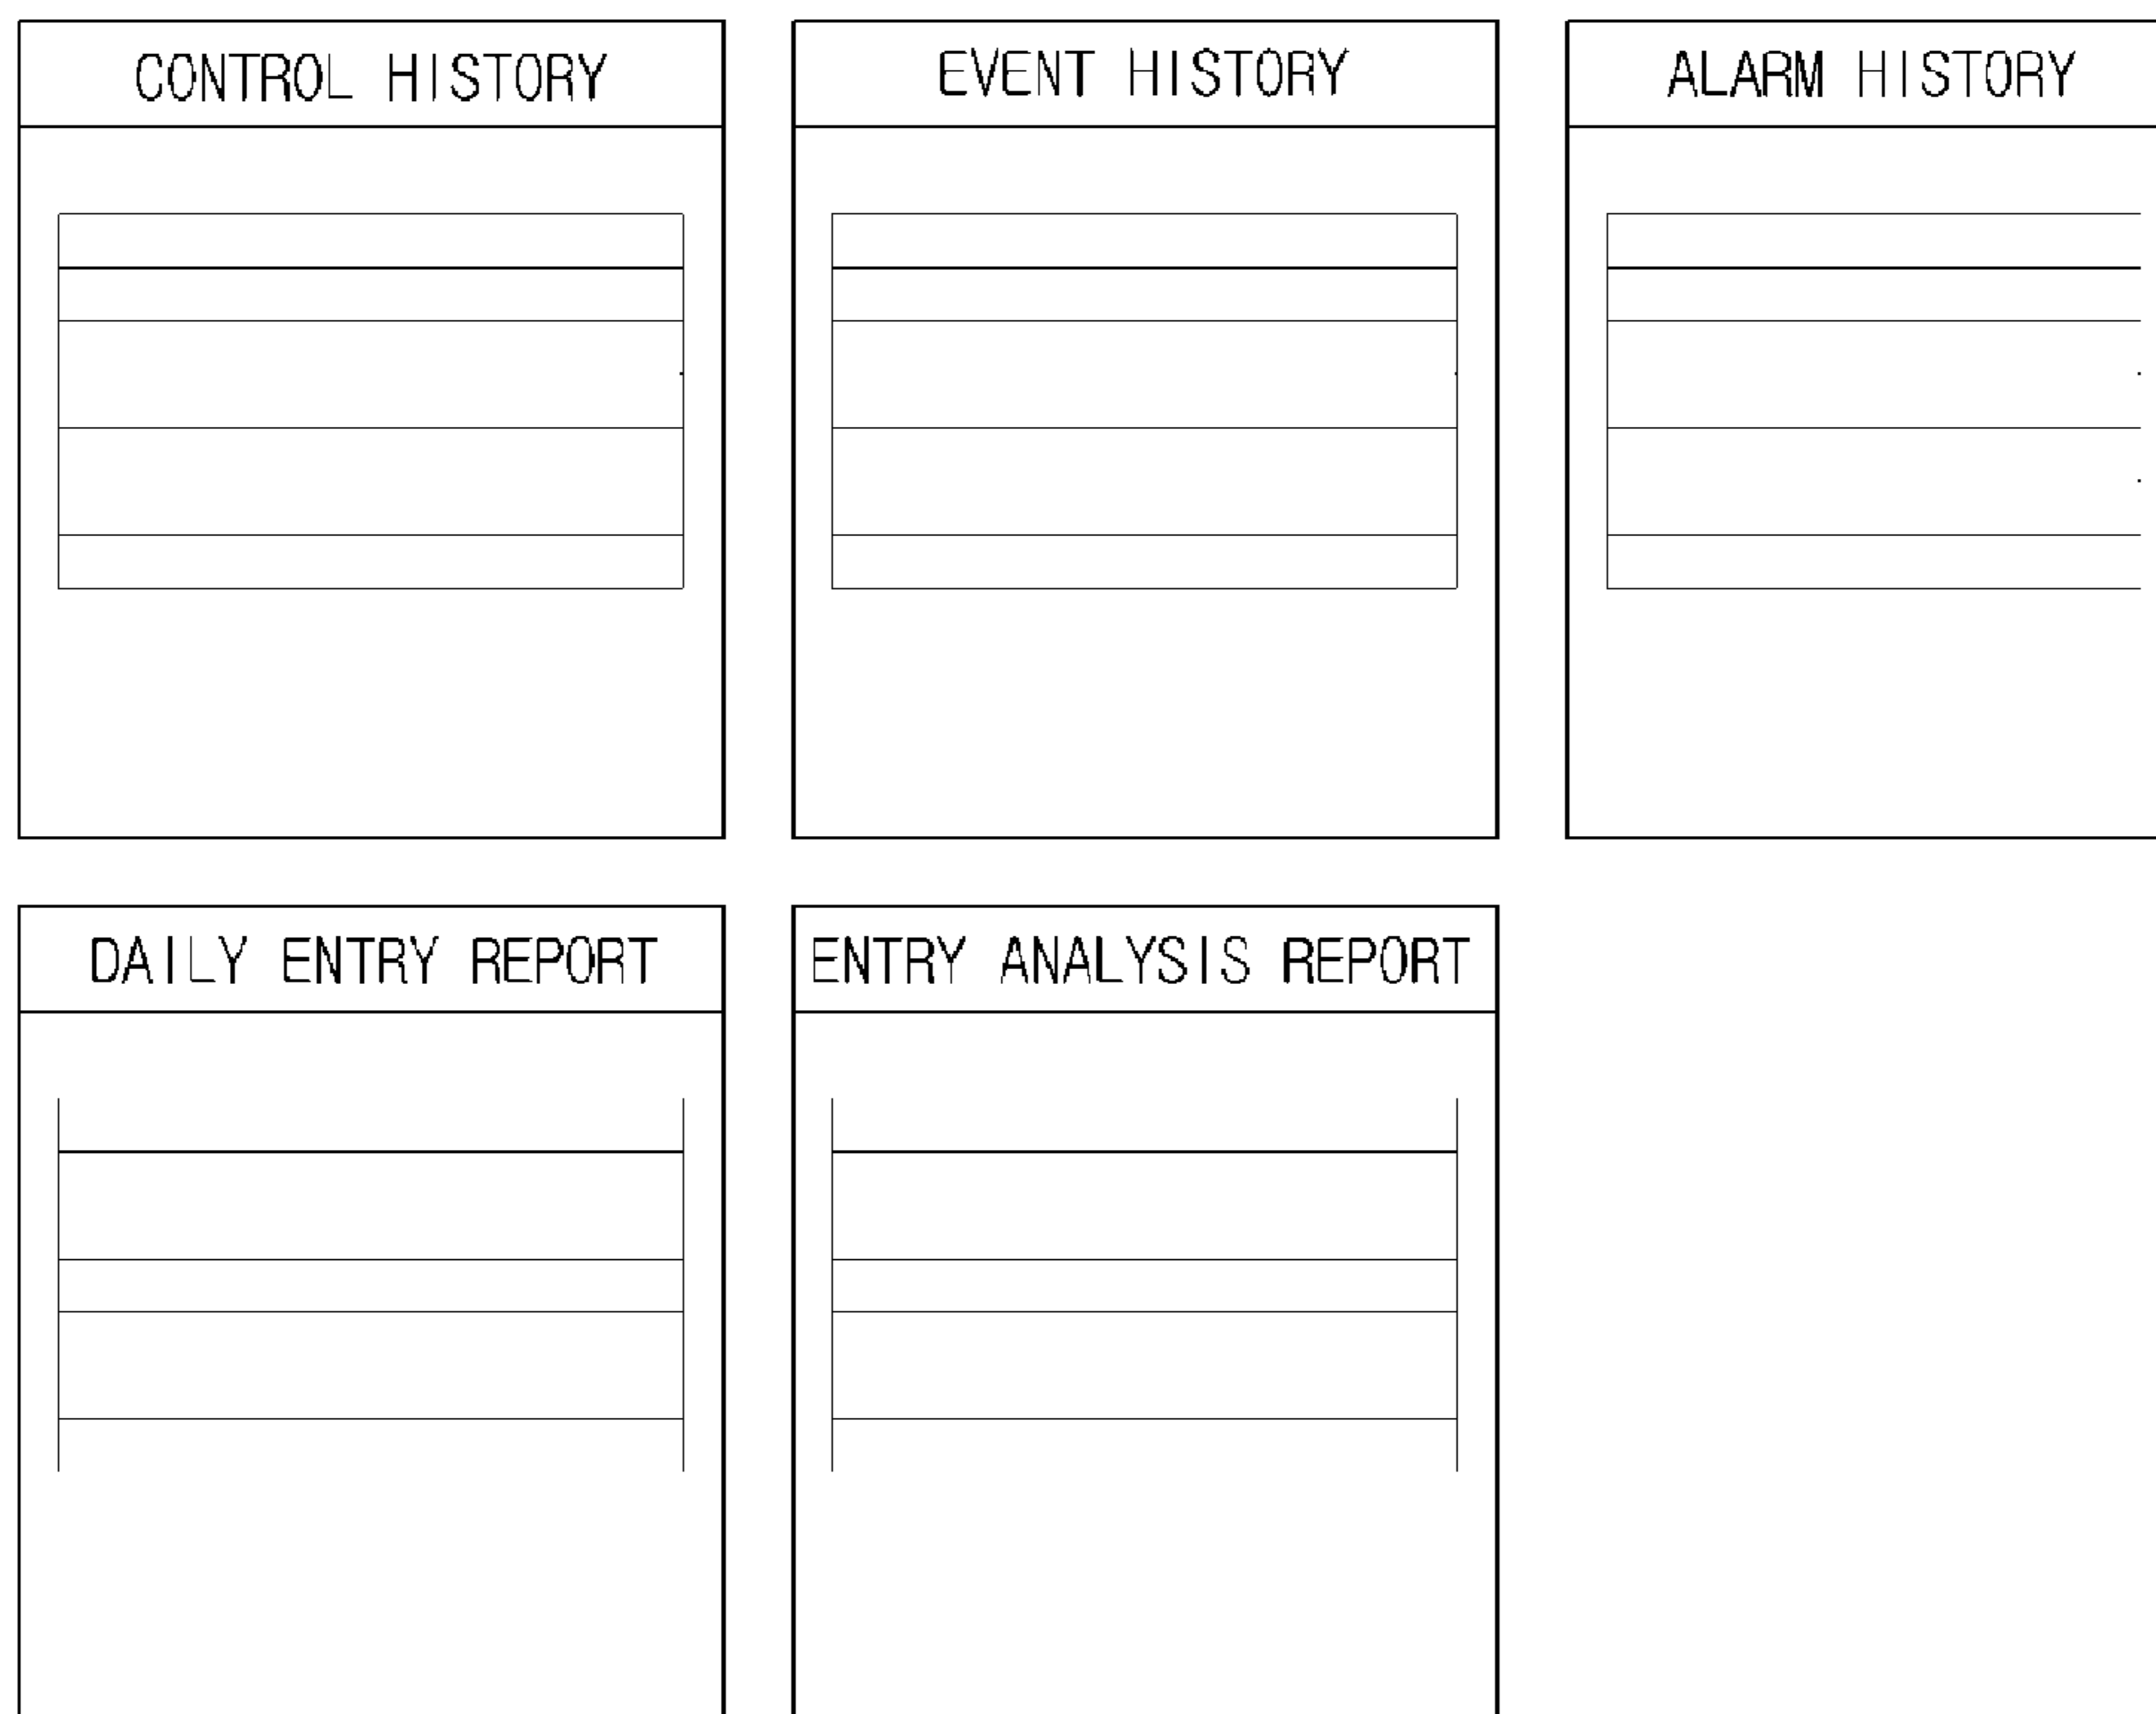 CONTROL HISTORY
EVENT HISTORY
ALARM HISTORY
DAILY ENTRY REPORT
ENTRY ANALYSIS REPORT